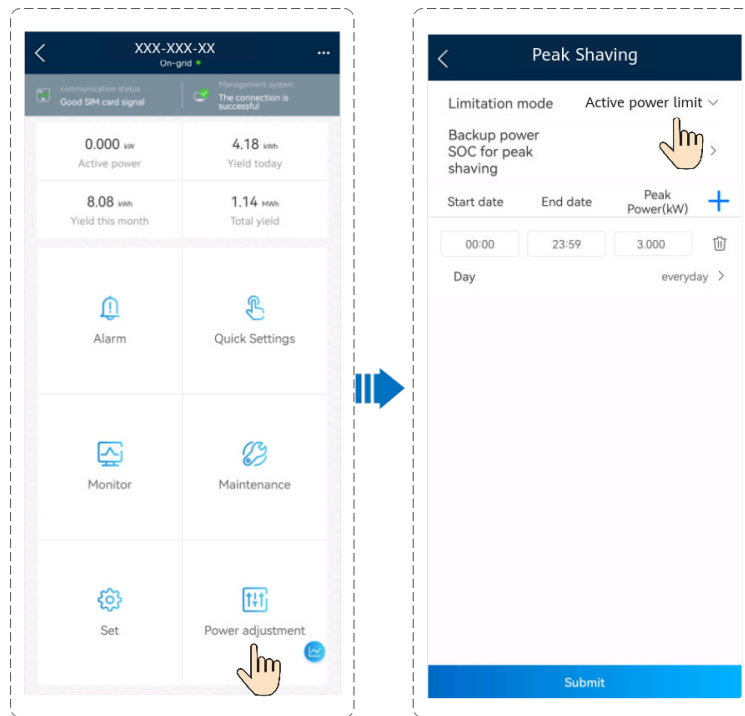 XXX-XXX-XX
On-grid
communication status
Good SIM card signal
Management system
The connection is
successful
0.000 kW
Active power
4.18 kWh
Yield today
8.08 kWh
Yield this month
1.14 MWh
Total yield
Alarm
Quick Settings
Monitor
Maintenance
Set
Power adjustment
Peak Shaving
Limitation mode
Active power limit
Backup power
SOC for peak
shaving
Start date
End date
Peak
Power(kW)
00:00
23:59
3.000
Day
everyday
Submit